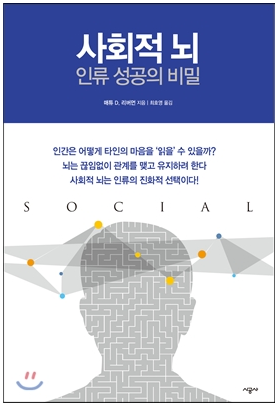 사회적 뇌
인류 성공의 비밀
매튜 D. 리버먼 지음 | 최호영 옮김
인간은 어떻게 타인의 마음을 ‘읽을’ 수 있을까?
뇌는 끊임없이 관계를 맺고 유지하려 한다
사회적 뇌는 인류의 진화적 선택이다!
SOCIAL
시공사